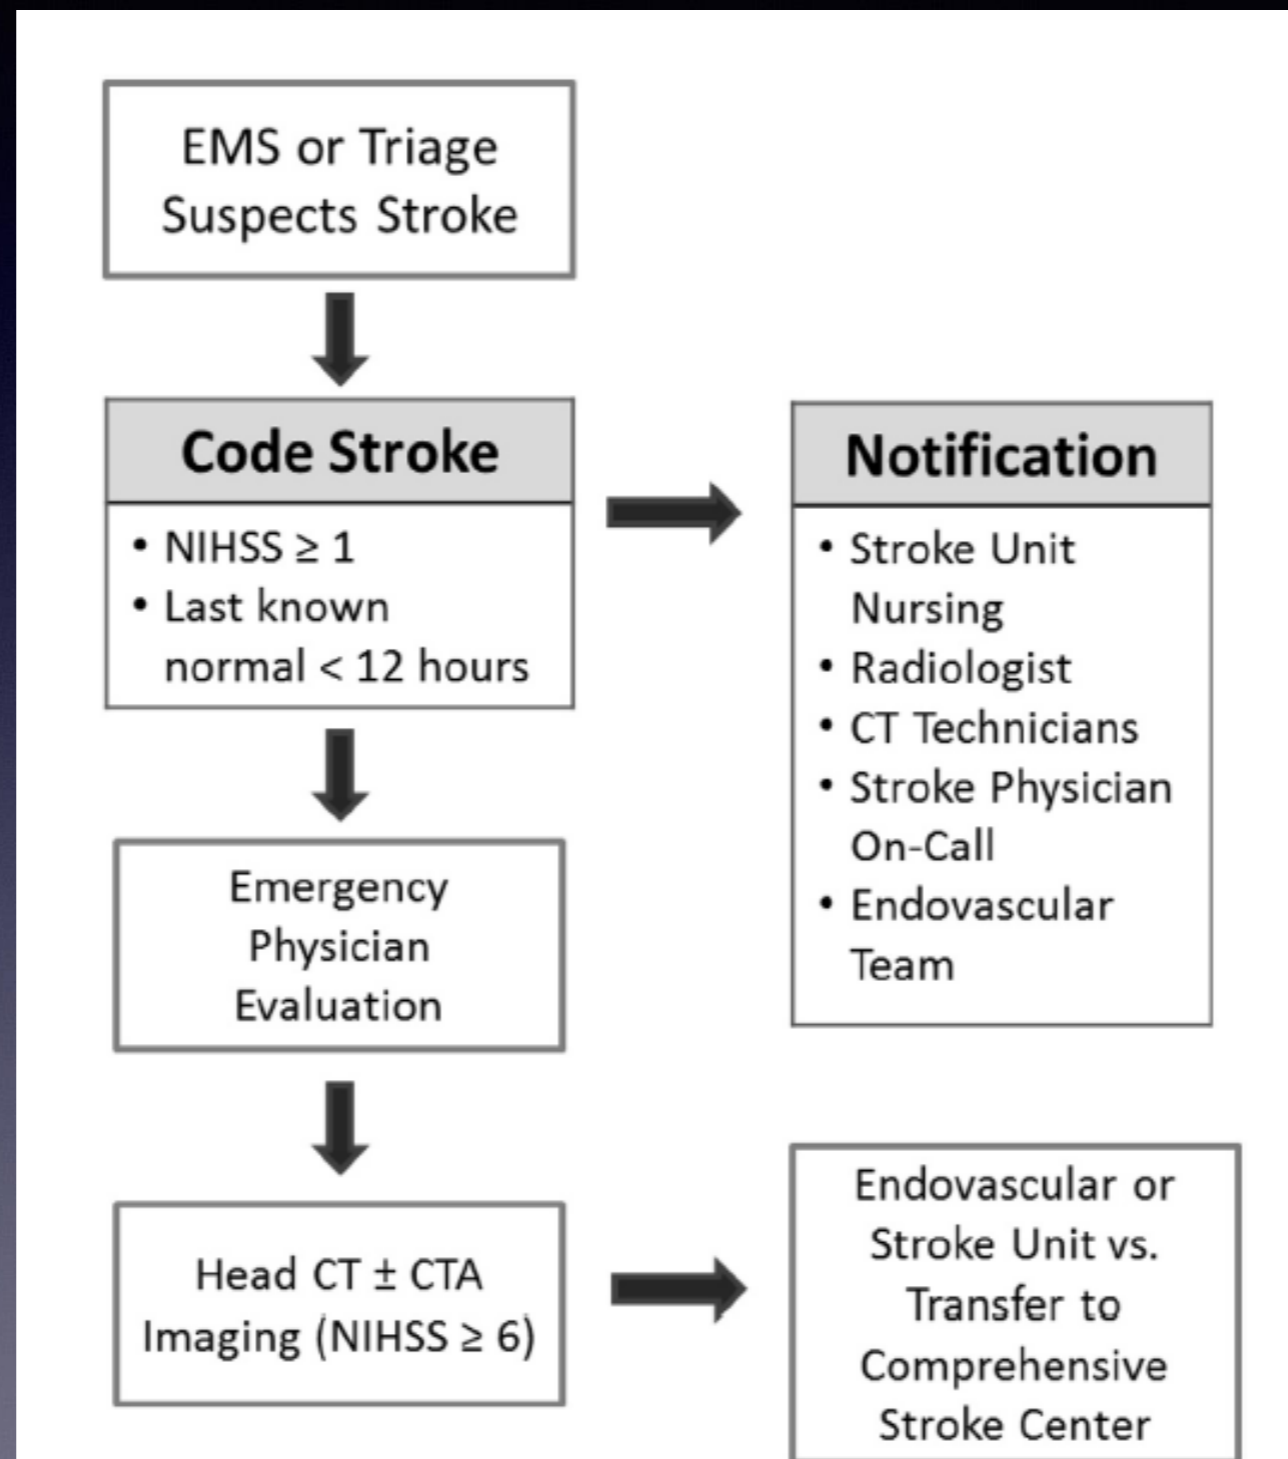 EMS or Triage
Suspects Stroke
Code Stroke
• NIHSS ≥ 1
• Last known
normal < 12 hours
Notification
• Stroke Unit
Nursing
• Radiologist
• CT Technicians
• Stroke Physician
On-Call
• Endovascular
Team
Emergency
Physician
Evaluation
Head CT ± CTA
Imaging (NIHSS ≥ 6)
Endovascular or
Stroke Unit vs.
Transfer to
Comprehensive
Stroke Center